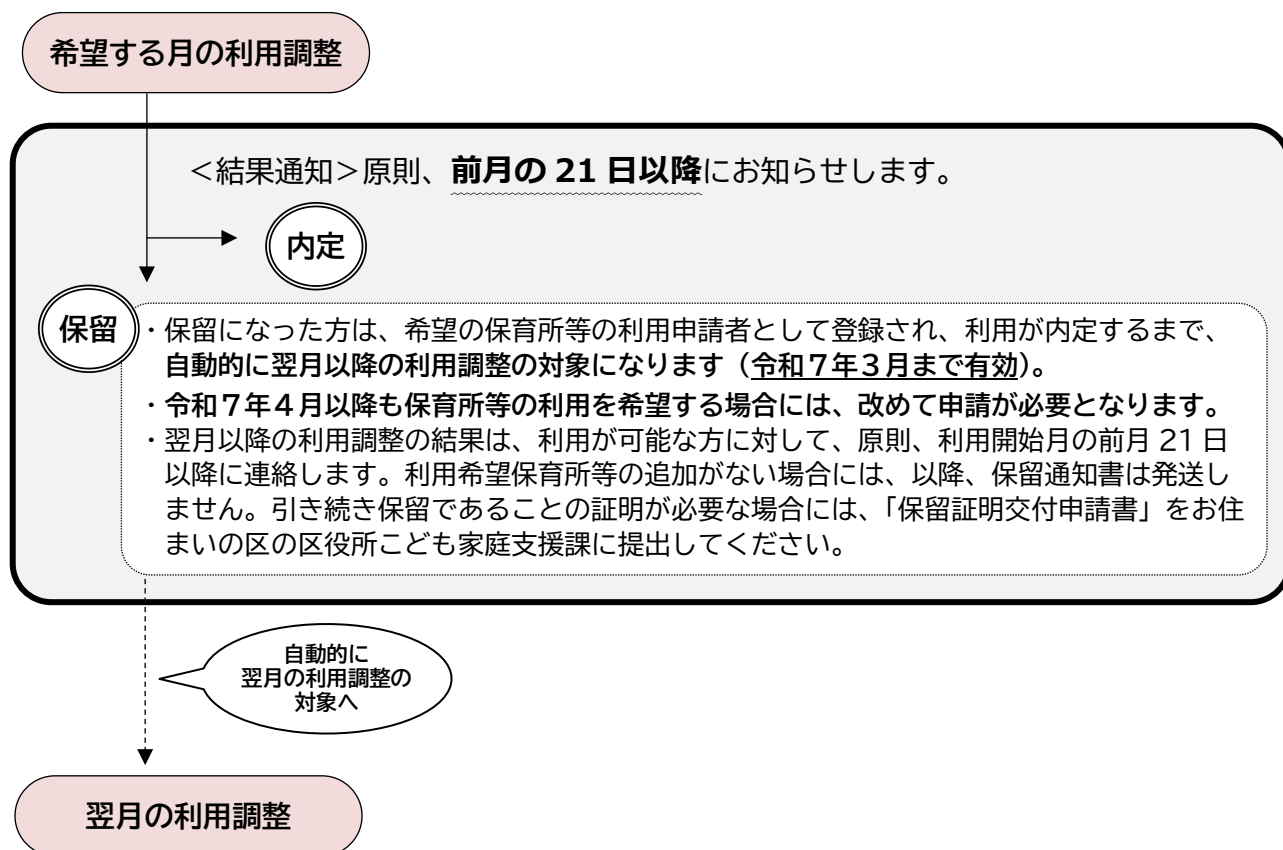 希望する月の利用調整
＜結果通知＞原則、前月の 21 日以降にお知らせします。
内定
保留
・保留になった方は、希望の保育所等の利用申請者として登録され、利用が内定するまで、
自動的に翌月以降の利用調整の対象になります（令和７年３月まで有効）。
・令和７年４月以降も保育所等の利用を希望する場合には、改めて申請が必要となります。
・翌月以降の利用調整の結果は、利用が可能な方に対して、原則、利用開始月の前月 21 日
以降に連絡します。利用希望保育所等の追加がない場合には、以降、保留通知書は発送し
ません。引き続き保留であることの証明が必要な場合には、「保留証明交付申請書」をお住
まいの区の区役所こども家庭支援課に提出してください。
自動的に
翌月の利用調整の
対象へ
翌月の利用調整